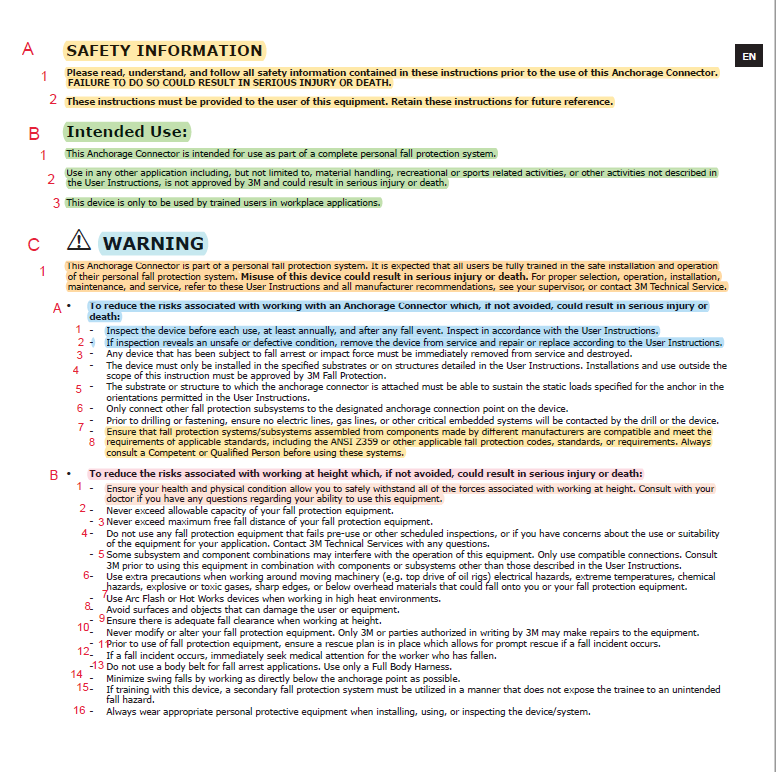 A SAFETY INFORMATION
EN
1 Please read, understand, and follow all safety information contained in these instructions prior to the use of this Anchorage Connector.
FAILURE TO DO SO COULD RESULT IN SERIOUS INJURY OR DEATH.
2 These instructions must be provided to the user of this equipment. Retain these instructions for future reference.
B Intended Use:
1 This Anchorage Connector is intended for use as part of a complete personal fall protection system.
2 Use in any other application including, but not limited to, material handling, recreational or sports related activities, or other activities not described in
the User Instructions, is not approved by 3M and could result in serious injury or death.
3 This device is only to be used by trained users in workplace applications.
C WARNING
1 This Anchorage Connector is part of a personal fall protection system. It is expected that all users be fully trained in the safe installation and operation
of their personal fall protection system. Misuse of this device could result in serious injury or death. For proper selection, operation, installation,
maintenance, and service, refer to these User Instructions and all manufacturer recommendations, see your supervisor, or contact 3M Technical Service.
A • To reduce the risks associated with working with an Anchorage Connector which, if not avoided, could result in serious injury or
death:
1 - Inspect the device before each use, at least annually, and after any fall event. Inspect in accordance with the User Instructions.
2 - If inspection reveals an unsafe or defective condition, remove the device from service and repair or replace according to the User Instructions.
3 - Any device that has been subject to fall arrest or impact force must be immediately removed from service and destroyed.
4 - The device must only be installed in the specified substrates or on structures detailed in the User Instructions. Installations and use outside the
scope of this instruction must be approved by 3M Fall Protection.
5 - The substrate or structure to which the anchorage connector is attached must be able to sustain the static loads specified for the anchor in the
orientations permitted in the User Instructions.
6 - Only connect other fall protection subsystems to the designated anchorage connection point on the device.
7 - Prior to drilling or fastening, ensure no electric lines, gas lines, or other critical embedded systems will be contacted by the drill or the device.
8 - Ensure that fall protection systems/subsystems assembled from components made by different manufacturers are compatible and meet the
requirements of applicable standards, including the ANSI Z359 or other applicable fall protection codes, standards, or requirements. Always
consult a Competent or Qualified Person before using these systems.
B • To reduce the risks associated with working at height which, if not avoided, could result in serious injury or death:
1 - Ensure your health and physical condition allow you to safely withstand all of the forces associated with working at height. Consult with your
doctor if you have any questions regarding your ability to use this equipment.
2 - Never exceed allowable capacity of your fall protection equipment.
- 3 Never exceed maximum free fall distance of your fall protection equipment.
4 - Do not use any fall protection equipment that fails pre-use or other scheduled inspections, or if you have concerns about the use or suitability
of the equipment for your application. Contact 3M Technical Services with any questions.
- 5 Some subsystem and component combinations may interfere with the operation of this equipment. Only use compatible connections. Consult
3M prior to using this equipment in combination with components or subsystems other than those described in the User Instructions.
6 - Use extra precautions when working around moving machinery (e.g. top drive of oil rigs) electrical hazards, extreme temperatures, chemical
hazards, explosive or toxic gases, sharp edges, or below overhead materials that could fall onto you or your fall protection equipment.
- 7 Use Arc Flash or Hot Works devices when working in high heat environments.
8 - Avoid surfaces and objects that can damage the user or equipment.
- 9 Ensure there is adequate fall clearance when working at height.
10 - Never modify or alter your fall protection equipment. Only 3M or parties authorized in writing by 3M may make repairs to the equipment.
- 11 Prior to use of fall protection equipment, ensure a rescue plan is in place which allows for prompt rescue if a fall incident occurs.
12 - If a fall incident occurs, immediately seek medical attention for the worker who has fallen.
- 13 Do not use a body belt for fall arrest applications. Use only a Full Body Harness.
14 - Minimize swing falls by working as directly below the anchorage point as possible.
15 - If training with this device, a secondary fall protection system must be utilized in a manner that does not expose the trainee to an unintended
fall hazard.
16 - Always wear appropriate personal protective equipment when installing, using, or inspecting the device/system.